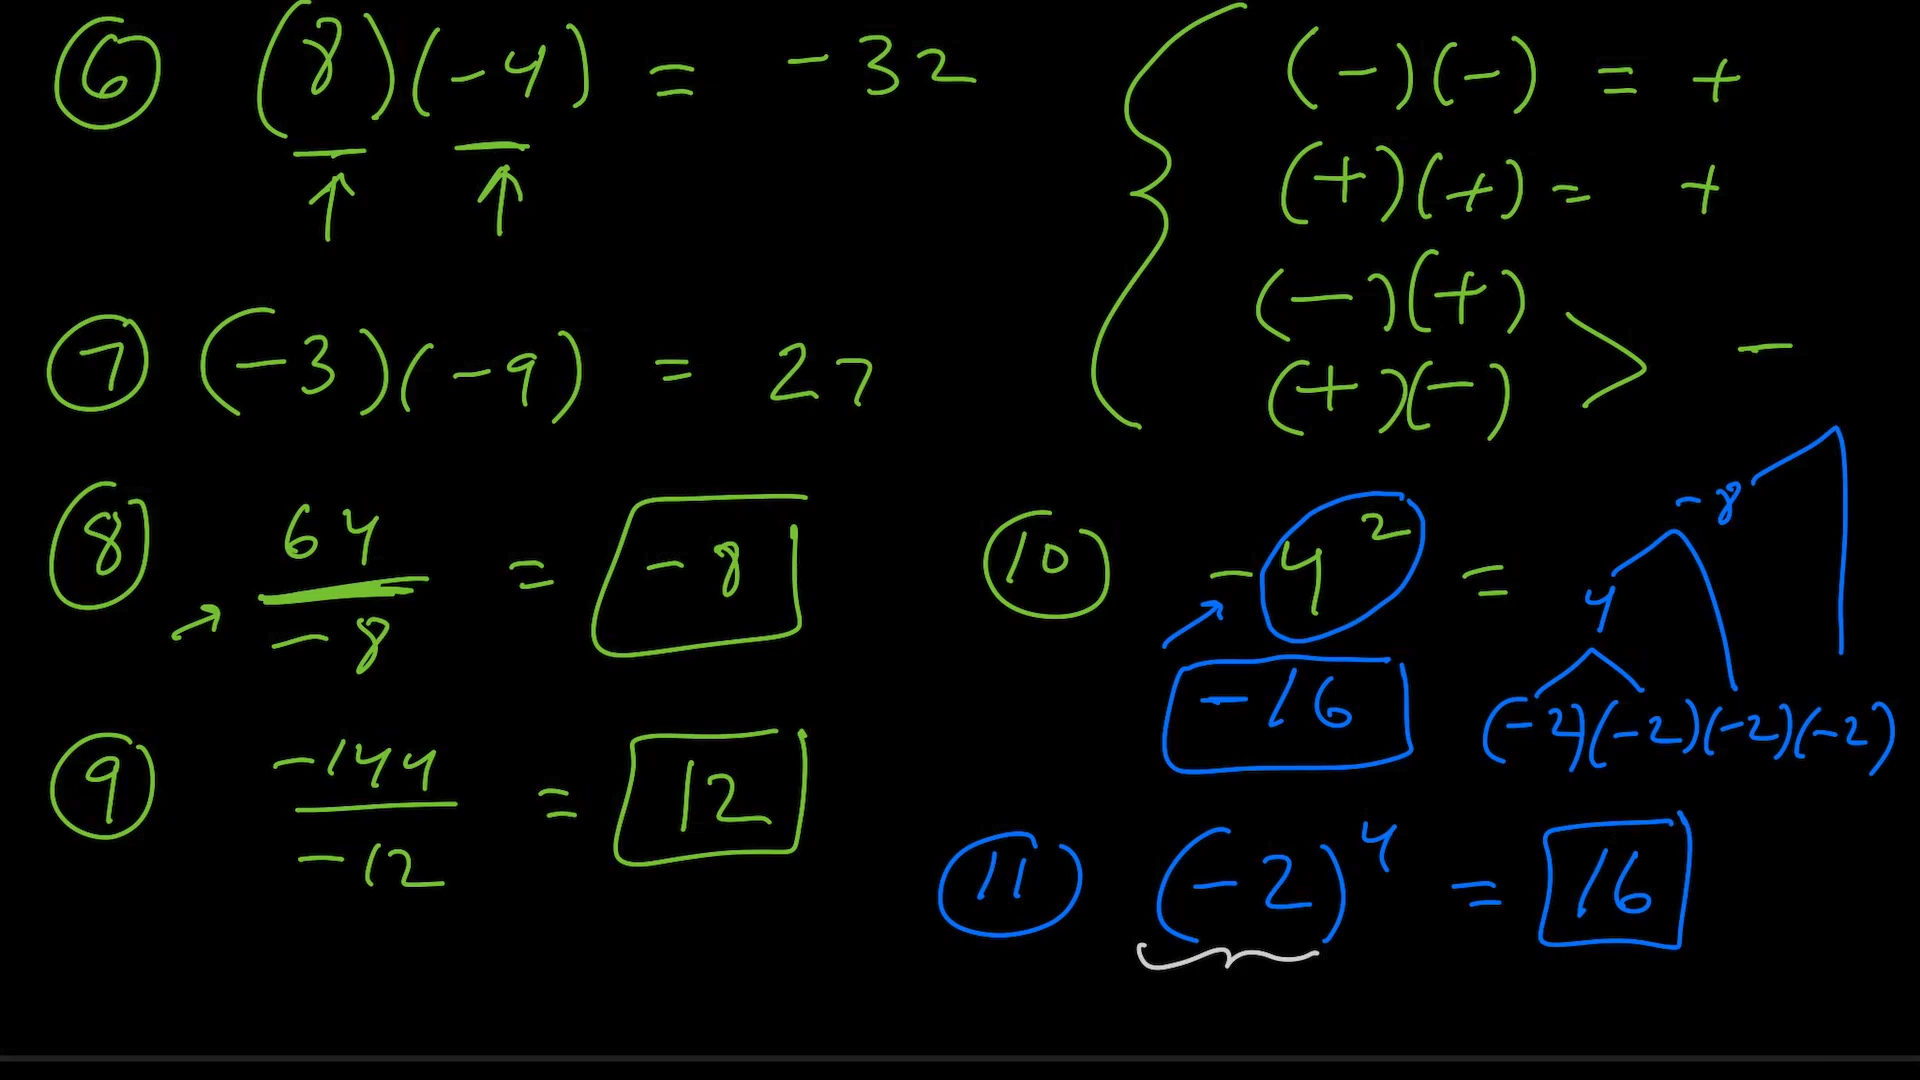 ⑥ (8)(-4) = -32
(-)(-) = +
(+)(+) = +
(-)(+)
(+)(-) > -
⑦ (-3)(-9) = 27
⑧ 64 / -8 = -8
⑨ -144 / -12 = 12
⑩ -4² =
-16
-8
4
(-2)(-2)(-2)(-2)
⑪ (-2)⁴ = 16